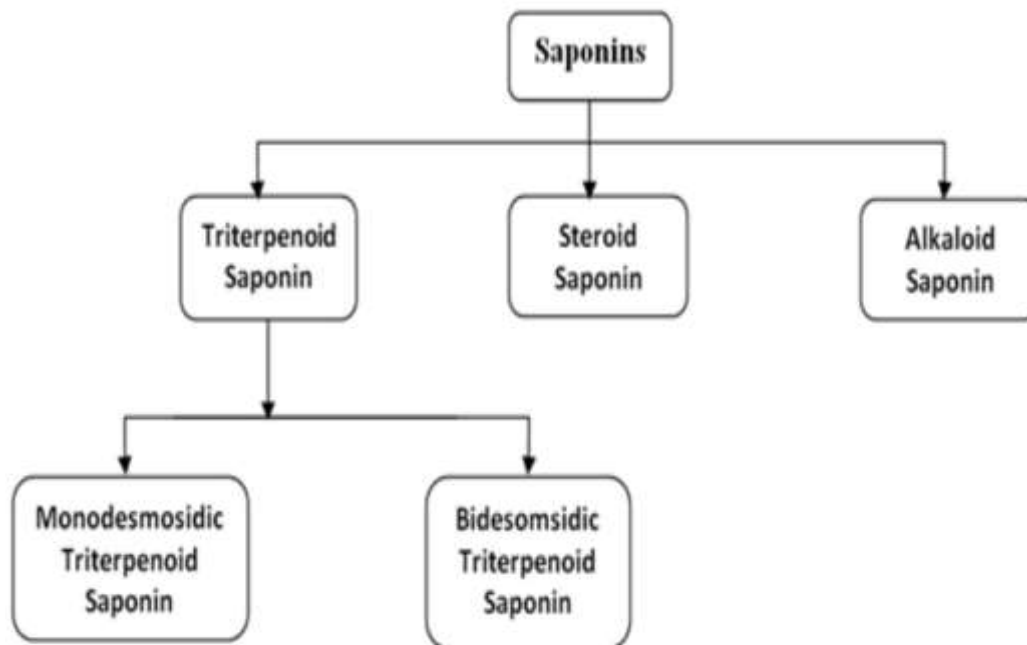 Saponins
Triterpenoid
Saponin
Steroid
Saponin
Alkaloid
Saponin
Monodesmosidic
Triterpenoid
Saponin
Bidesomsidic
Triterpenoid
Saponin